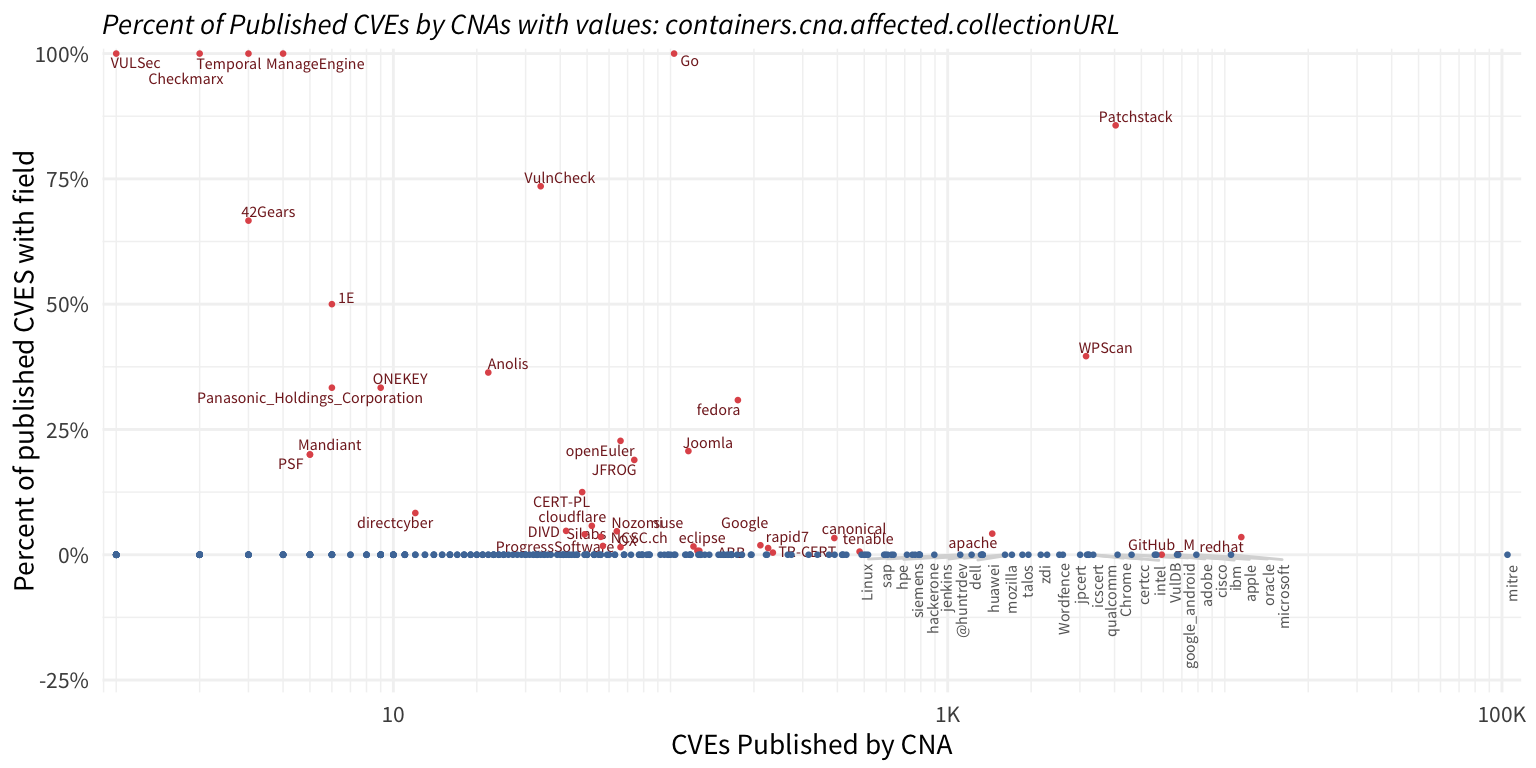 Percent of Published CVEs by CNAs with values: containers.cna.affected.collectionURL
Percent of published CVES with field
100%
VULSec
Temporal
ManageEngine
Go
Checkmarx
Patchstack
75%
VulnCheck
42Gears
50%
1E
WPScan
Anolis
ONEKEY
Panasonic_Holdings_Corporation
fedora
25%
Mandiant
Joomla
openEuler
PSF
JFROG
CERT-PL
cloudflare
directcyber
Nozomi
suse
Google
canonical
DIVD
Silabs
NCSC.ch
eclipse
rapid7
tenable
apache
GitHub_M
redhat
ProgressSoftware
OX
ABB
TR-CERT
0%
Linux
sap
hpe
siemens
hackerone
jenkins
@huntrdev
dell
huawei
mozilla
talos
zdi
Wordfence
jpcert
icscert
qualcomm
Chrome
certcc
intel
VulDB
google_android
adobe
cisco
ibm
apple
oracle
microsoft
mitre
-25%
10
1K
100K
CVEs Published by CNA